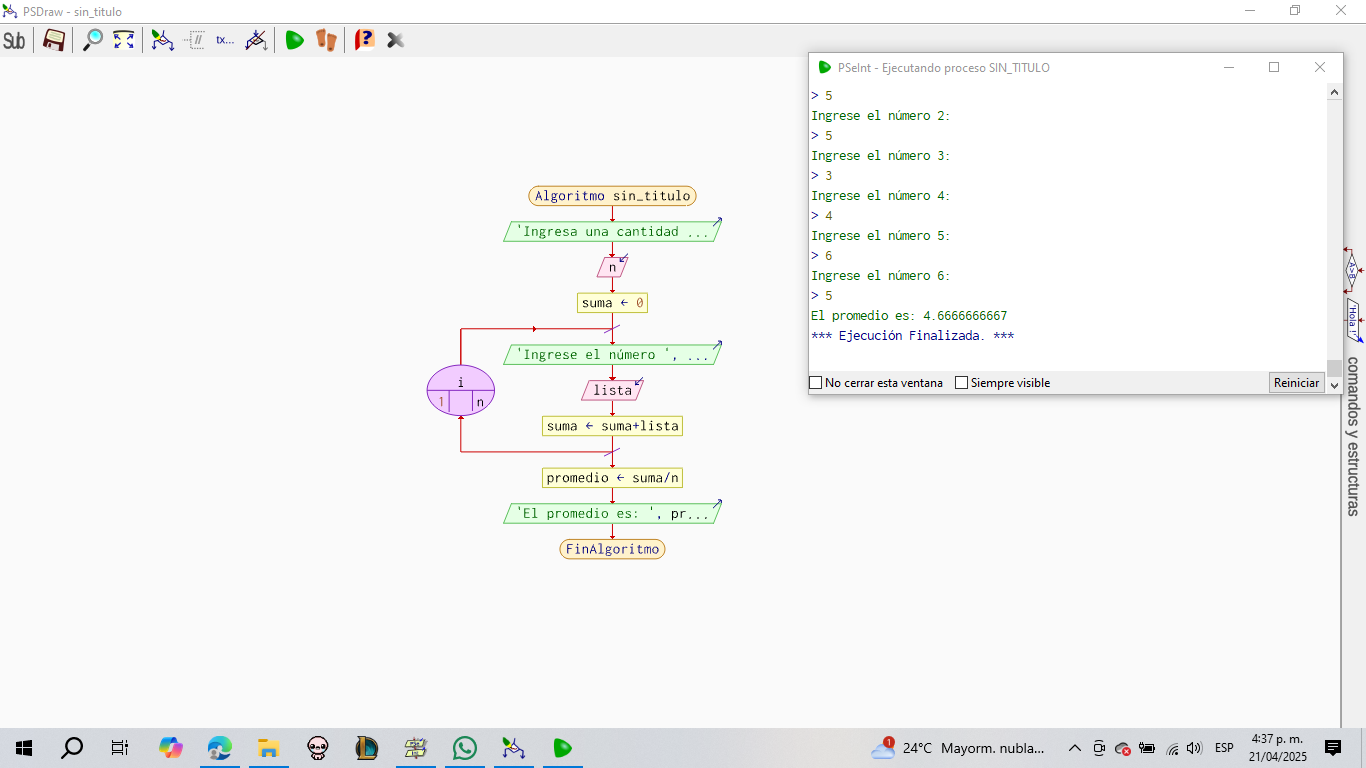 PSDraw - sin_titulo
Sub
tx...
PSeInt - Ejecutando proceso SIN_TITULO
> 5
Ingrese el número 2:
> 5
Ingrese el número 3:
> 3
Ingrese el número 4:
> 4
Ingrese el número 5:
> 6
Ingrese el número 6:
> 5
El promedio es: 4.6666666667
*** Ejecución Finalizada. ***
No cerrar esta ventana
Siempre visible
Reiniciar
Algoritmo sin_titulo
'Ingresa una cantidad ...
n
suma ← 0
'Ingrese el número ', ...
i
1
n
lista
suma ← suma+lista
promedio ← suma/n
'El promedio es: ', pr...
FinAlgoritmo
A>B
'Hola !'
comandos y estructuras
1
24°C Mayorm. nubla...
ESP
4:37 p. m.
21/04/2025